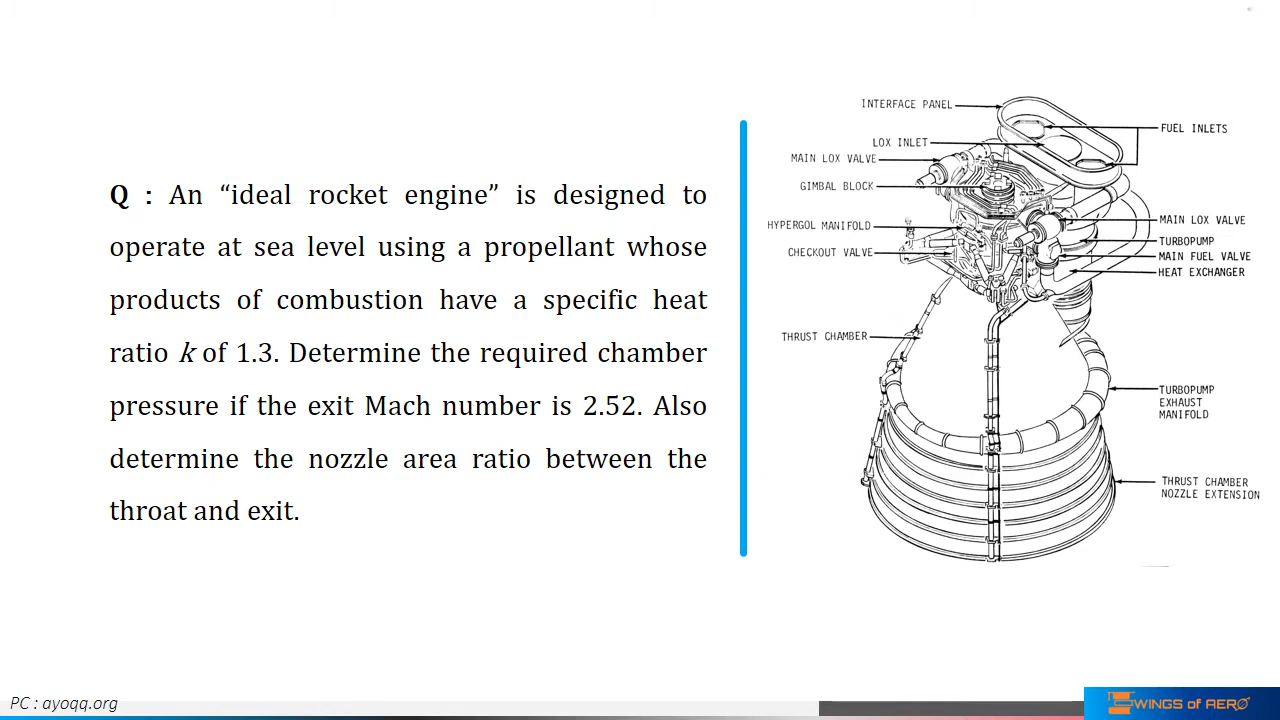 Q : An “ideal rocket engine” is designed to
operate at sea level using a propellant whose
products of combustion have a specific heat
ratio k of 1.3. Determine the required chamber
pressure if the exit Mach number is 2.52. Also
determine the nozzle area ratio between the
throat and exit.
INTERFACE PANEL
FUEL INLETS
LOX INLET
MAIN LOX VALVE
GIMBAL BLOCK
HYPERGOL MANIFOLD
CHECKOUT VALVE
MAIN LOX VALVE
TURBOPUMP
MAIN FUEL VALVE
HEAT EXCHANGER
THRUST CHAMBER
TURBOPUMP
EXHAUST
MANIFOLD
THRUST CHAMBER
NOZZLE EXTENSION
PC : ayoqq.org
WINGS of AERO